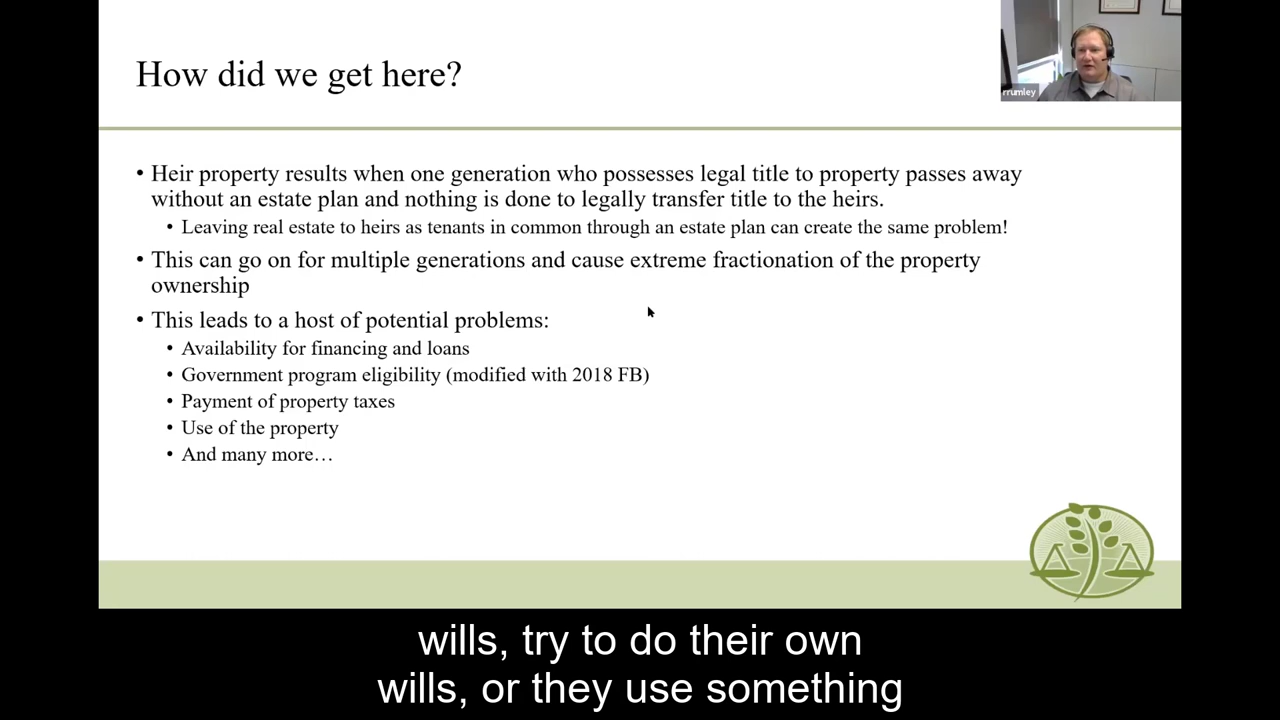 How did we get here?
rrumley
• Heir property results when one generation who possesses legal title to property passes away
without an estate plan and nothing is done to legally transfer title to the heirs.
• Leaving real estate to heirs as tenants in common through an estate plan can create the same problem!
• This can go on for multiple generations and cause extreme fractionation of the property
ownership
• This leads to a host of potential problems:
• Availability for financing and loans
• Government program eligibility (modified with 2018 FB)
• Payment of property taxes
• Use of the property
• And many more…
wills, try to do their own
wills, or they use something